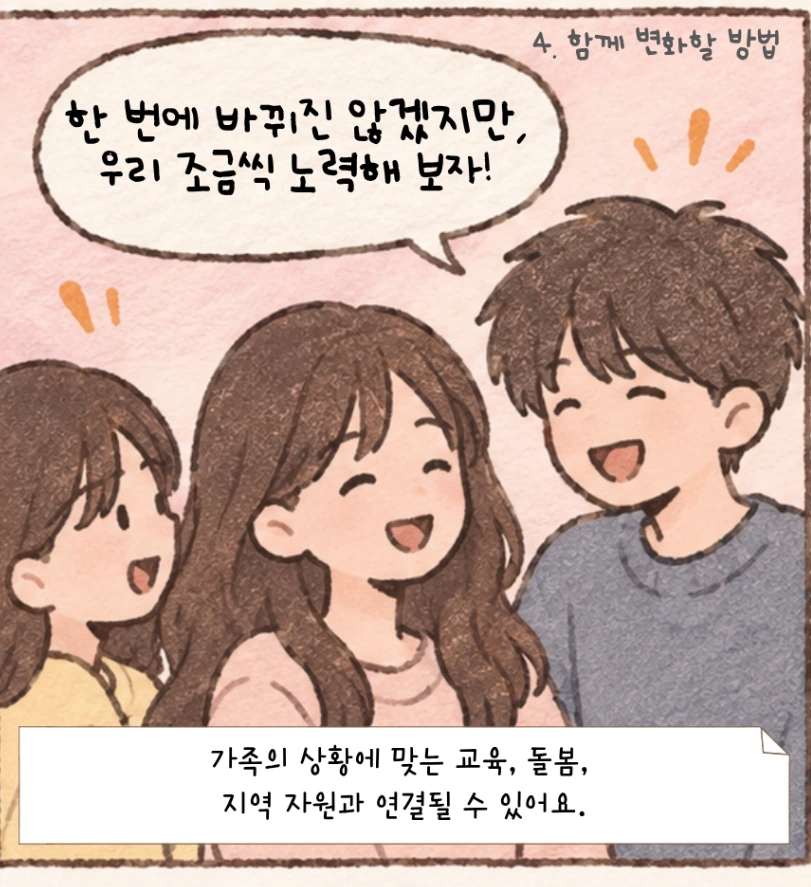 4. 함께 변화할 방법
한 번에 바뀌진 않겠지만,
우리 조금씩 노력해 보자!
가족의 상황에 맞는 교육, 돌봄,
지역 자원과 연결될 수 있어요.